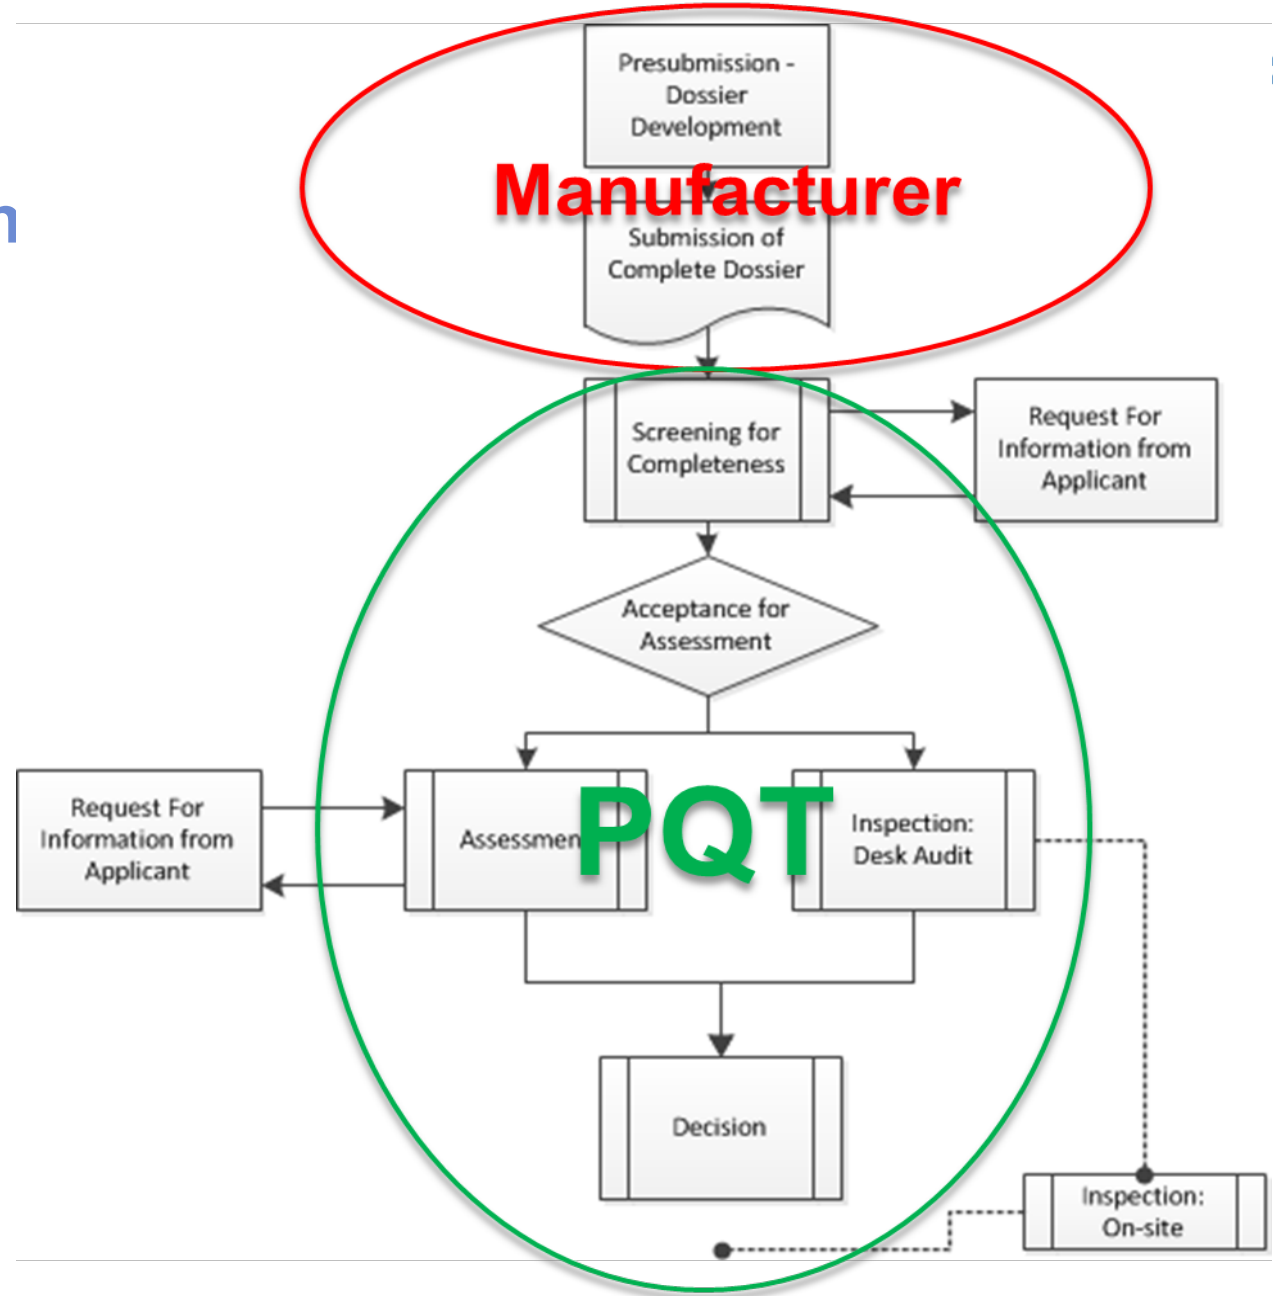 Presubmission -
Dossier
Development
Manufacturer
Submission of
Complete Dossier
Screening for
Completeness
Request For
Information from
Applicant
Acceptance for
Assessment
Request For
Information from
Applicant
Assessmen
PQT
Inspection:
Desk Audit
Decision
Inspection:
On-site